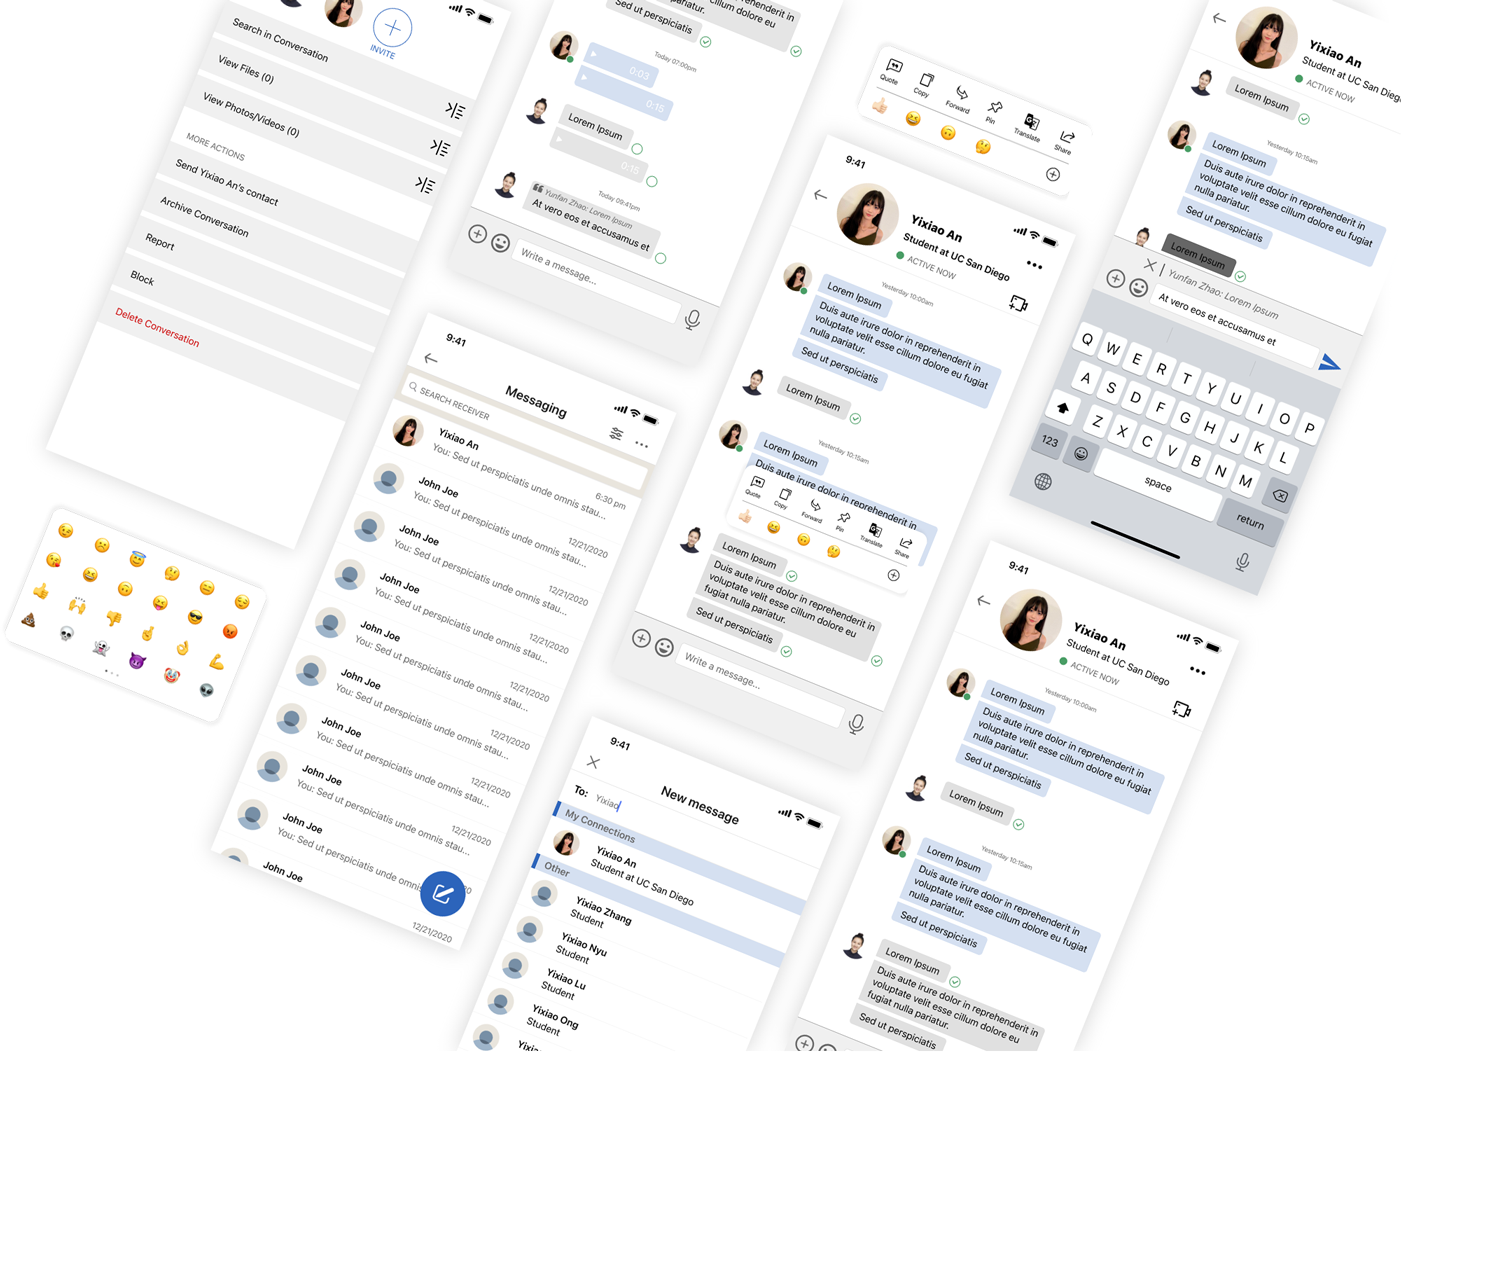 INVITE
Search in Conversation
View Files (0)
View Photos/Videos (0)
MORE ACTIONS
Send Yixiao An's contact
Archive Conversation
Report
Block
Delete Conversation
Sed ut perspiciatis
voluptate velit esse cillum dolore eu
Today 07:00pm
0:03
0:15
Lorem Ipsum
0:15
Today 09:41pm
Yunfan Zhao: Lorem Ipsum
At vero eos et accusamus et
Write a message...
Quote
Copy
Forward
Pin
Translate
Share
Yixiao An
Student at UC San Dieg
ACTIVE NOW
Lorem Ipsum
Yesterday 10:15am
Lorem Ipsum
Duis aute irure dolor in reprehenderit in
voluptate velit esse cillum dolore eu fugiat
nulla pariatur.
Sed ut perspiciatis
Lorem Ipsum
Yunfan Zhao: Lorem Ipsum
At vero eos et accusamus et
Q W E R T Y U I O P
A S D F G H J K L
Z X C V B N M
123
space
return
9:41
Messaging
SEARCH RECEIVER
Yixiao An
You: Sed ut perspiciatis unde omnis stau...
6:30 pm
John Joe
You: Sed ut perspiciatis unde omnis stau...
12/21/2020
John Joe
You: Sed ut perspiciatis unde omnis stau...
12/21/2020
John Joe
You: Sed ut perspiciatis unde omnis stau...
12/21/2020
John Joe
You: Sed ut perspiciatis unde omnis stau...
12/21/2020
John Joe
You: Sed ut perspiciatis unde omnis stau...
12/21/2020
John Joe
You: Sed ut perspiciatis unde omnis stau...
12/21/2020
John Joe
You: Sed ut perspiciatis unde omnis stau...
12/21/2020
John Joe
You: Sed ut perspiciatis unde omnis
20
John Joe
12/21/2020
9:41
Yixiao An
Student at UC San Diego
ACTIVE NOW
Yesterday 10:00am
Lorem Ipsum
Duis aute irure dolor in reprehenderit in
voluptate velit esse cillum dolore eu fugiat
nulla pariatur.
Sed ut perspiciatis
Lorem Ipsum
Yesterday 10:15am
Lorem Ipsum
Duis aute irure dolor in reprehenderit in
Quote
Copy
Forward
Pin
Translate
Share
Lorem Ipsum
Duis aute irure dolor in reprehenderit in
voluptate velit esse cillum dolore eu
fugiat nulla pariatur.
Sed ut perspiciatis
Write a message...
9:41
New message
To: Yixiao
My Connections
Yixiao An
Student at UC San Diego
Other
Yixiao Zhang
Student
Yixiao Nyu
Student
Yixiao Lu
Student
Yixiao Ong
Student
Yixia
9:41
Yixiao An
Student at UC San Diego
ACTIVE NOW
Yesterday 10:00am
Lorem Ipsum
Duis aute irure dolor in reprehenderit in
voluptate velit esse cillum dolore eu fugiat
nulla pariatur.
Sed ut perspiciatis
Lorem Ipsum
Yesterday 10:15am
Lorem Ipsum
Duis aute irure dolor in reprehenderit in
voluptate velit esse cillum dolore eu fugiat
nulla pariatur.
Sed ut perspiciatis
Lorem Ipsum
Duis aute irure dolor in reprehenderit in
voluptate velit esse cillum dolore eu
fugiat nulla pariatur.
Sed ut perspiciatis